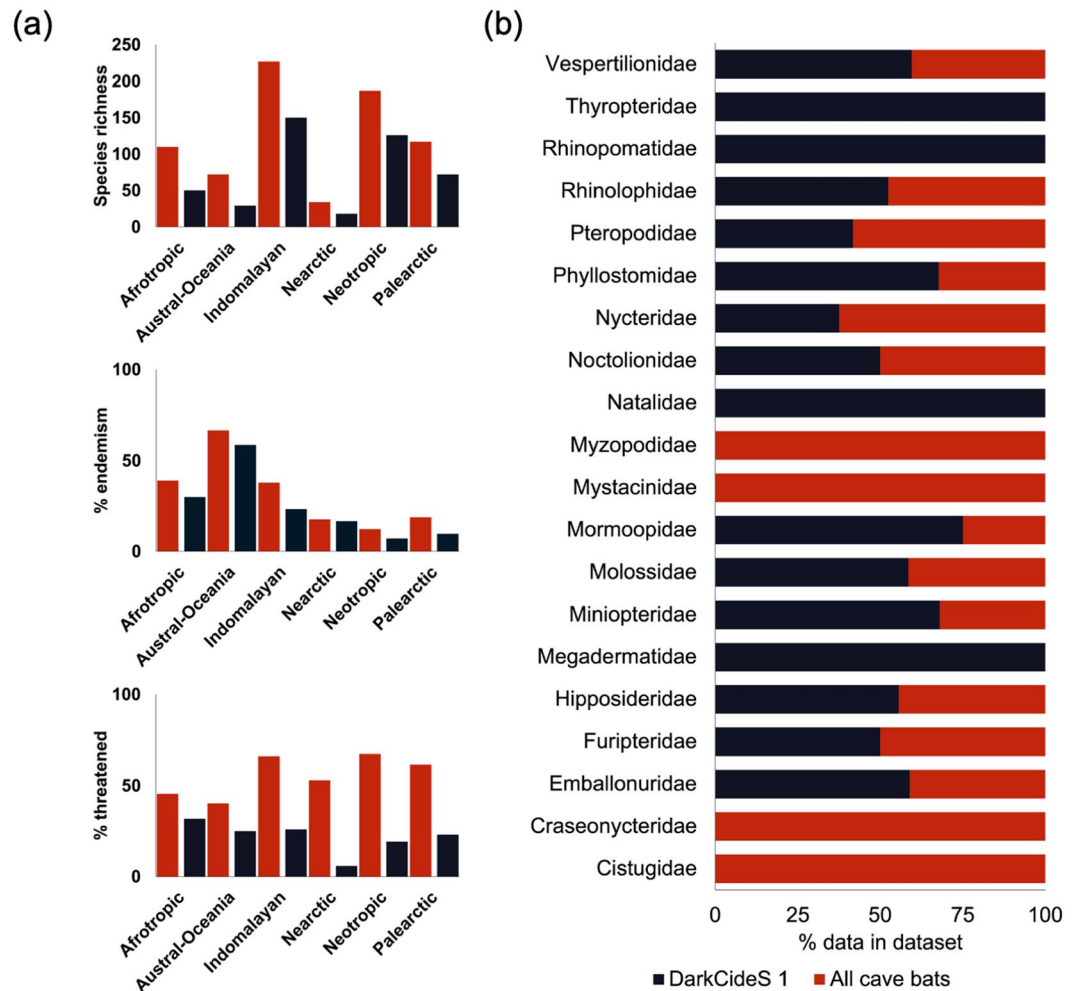 (a)
Species richness
250
200
150
100
50
0
Afrotropic
Austral-Oceania
Indomalayan
Nearctic
Neotropic
Palearctic
% endemism
100
50
0
Afrotropic
Austral-Oceania
Indomalayan
Nearctic
Neotropic
Palearctic
% threatened
100
50
0
Afrotropic
Austral-Oceania
Indomalayan
Nearctic
Neotropic
Palearctic
(b)
Vespertilionidae
Thyropteridae
Rhinopomatidae
Rhinolophidae
Pteropodidae
Phyllostomidae
Nycteridae
Noctolionidae
Natalidae
Myzopodidae
Mystacinidae
Mormoopidae
Molossidae
Miniopteridae
Megadermatidae
Hipposideridae
Furipteridae
Emballonuridae
Craseonycteridae
Cistugidae
0 25 50 75 100
% data in dataset
DarkCideS 1 All cave bats